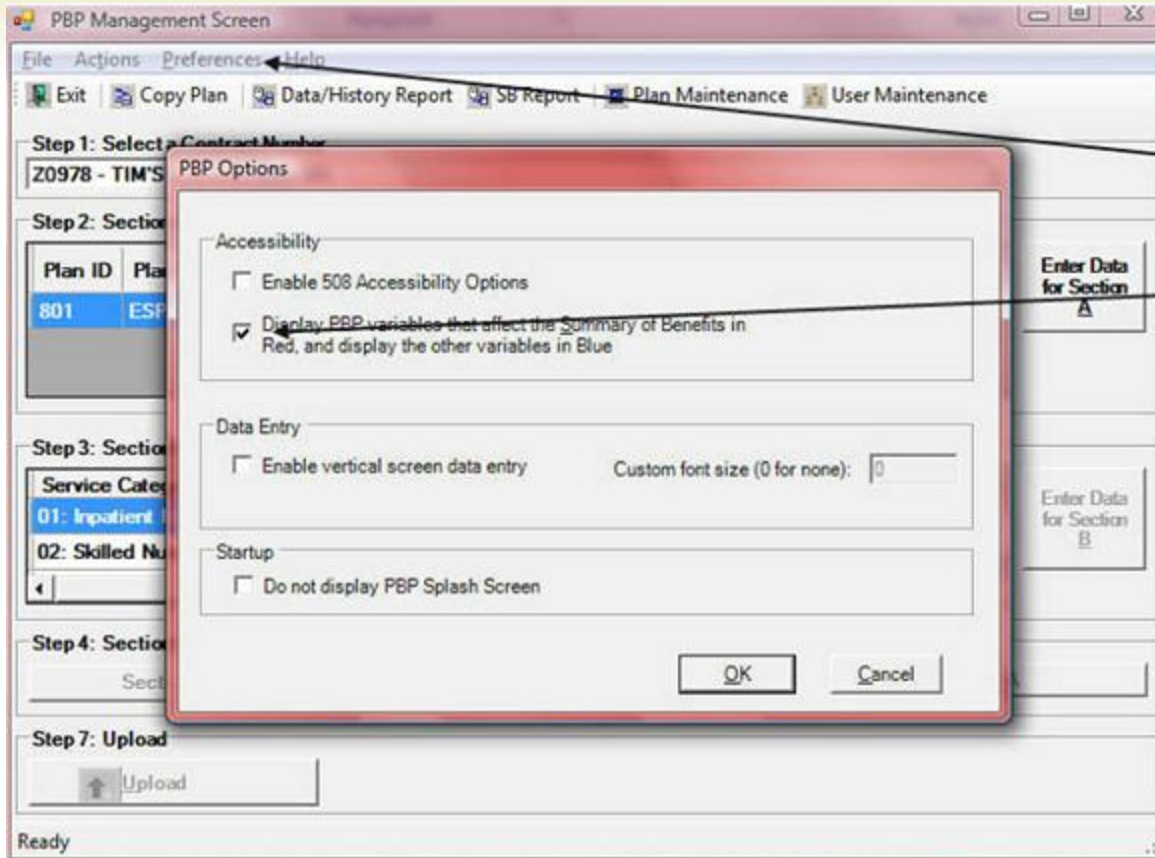 PBP Management Screen
File Actions Preferences Help
Exit Copy Plan Data/History Report SB Report Plan Maintenance User Maintenance
Step 1: Select a Contract Number
Z0978 - TIM'S
PBP Options
Step 2: Section
Plan ID Pla
801 ESP
Enter Data
for Section
A
Accessibility
Enable 508 Accessibility Options
Display PBP variables that affect the Summary of Benefits in
Red, and display the other variables in Blue
Data Entry
Enable vertical screen data entry Custom font size (0 for none): 0
Step 3: Section
Service Categ
01: Inpatient
02: Skilled Nu
Enter Data
for Section
B
Startup
Do not display PBP Splash Screen
OK Cancel
Step 4: Section
Sect
Step 7: Upload
Upload
Ready